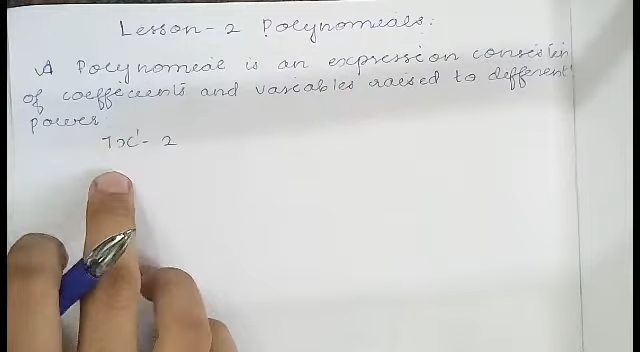 Lesson-2 Polynomials:
A Polynomial is an expression consistin
of coefficients and variables raised to different
power
7x¹- 2